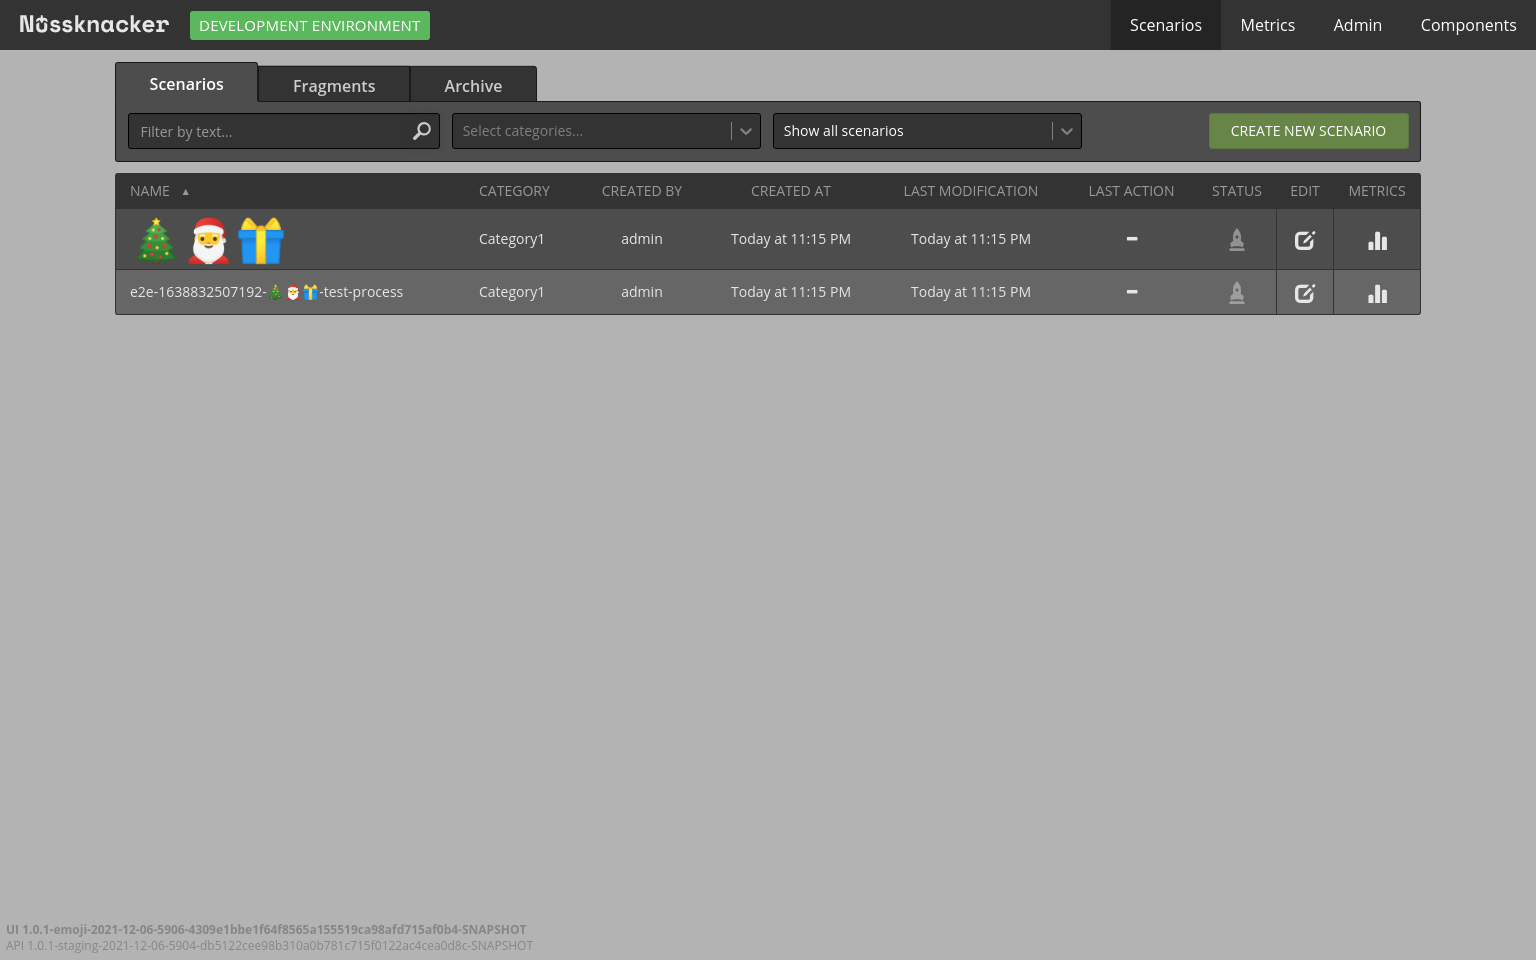 Nussknacker DEVELOPMENT ENVIRONMENT Scenarios Metrics Admin Components
Scenarios Fragments Archive
Filter by text... Select categories... Show all scenarios CREATE NEW SCENARIO
NAME ▲ CATEGORY CREATED BY CREATED AT LAST MODIFICATION LAST ACTION STATUS EDIT METRICS
🎄🎅🎁 Category1 admin Today at 11:15 PM Today at 11:15 PM –
e2e-1638832507192-🎄🎅🎁-test-process Category1 admin Today at 11:15 PM Today at 11:15 PM –
UI 1.0.1-emoji-2021-12-06-5906-4309e1bbe1f64f8565a155519ca98afd715af0b4-SNAPSHOT
API 1.0.1-staging-2021-12-06-5904-db5122cee98b310a0b781c715f0122ac4cea0d8c-SNAPSHOT